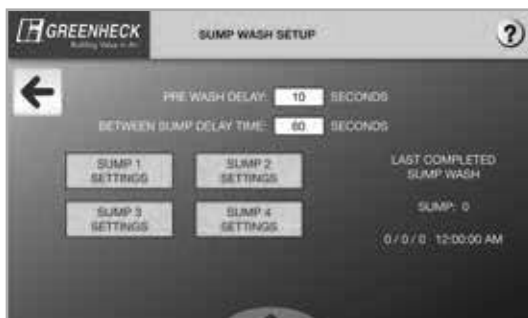 GREENHECK
Building Value in Air.
SUMP WASH SETUP
?
PRE WASH DELAY: 10 SECONDS
BETWEEN SUMP DELAY TIME: 60 SECONDS
SUMP 1
SETTINGS
SUMP 2
SETTINGS
SUMP 3
SETTINGS
SUMP 4
SETTINGS
LAST COMPLETED
SUMP WASH
SUMP: 0
0 / 0 / 0 12:00:00 AM